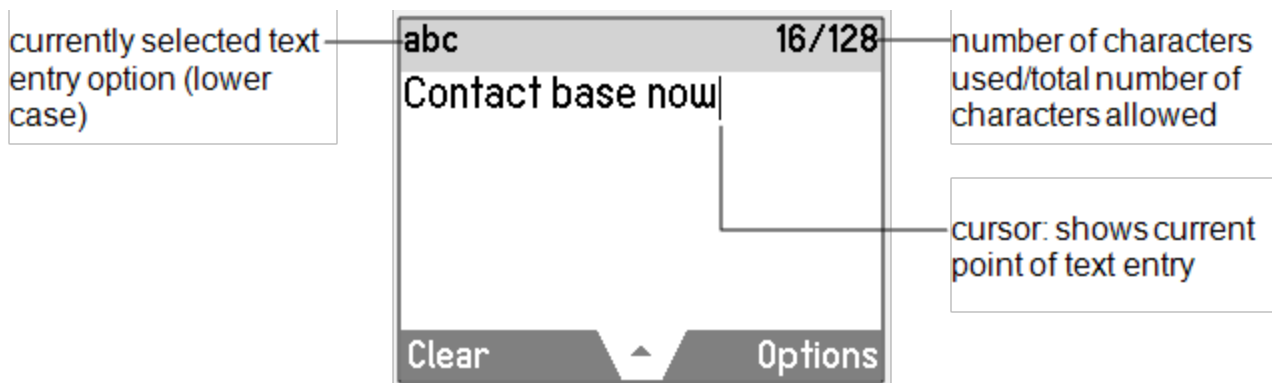 currently selected text
entry option (lower
case)
abc 16/128
Contact base now
Clear Options
number of characters
used/total number of
characters allowed
cursor: shows current
point of text entry